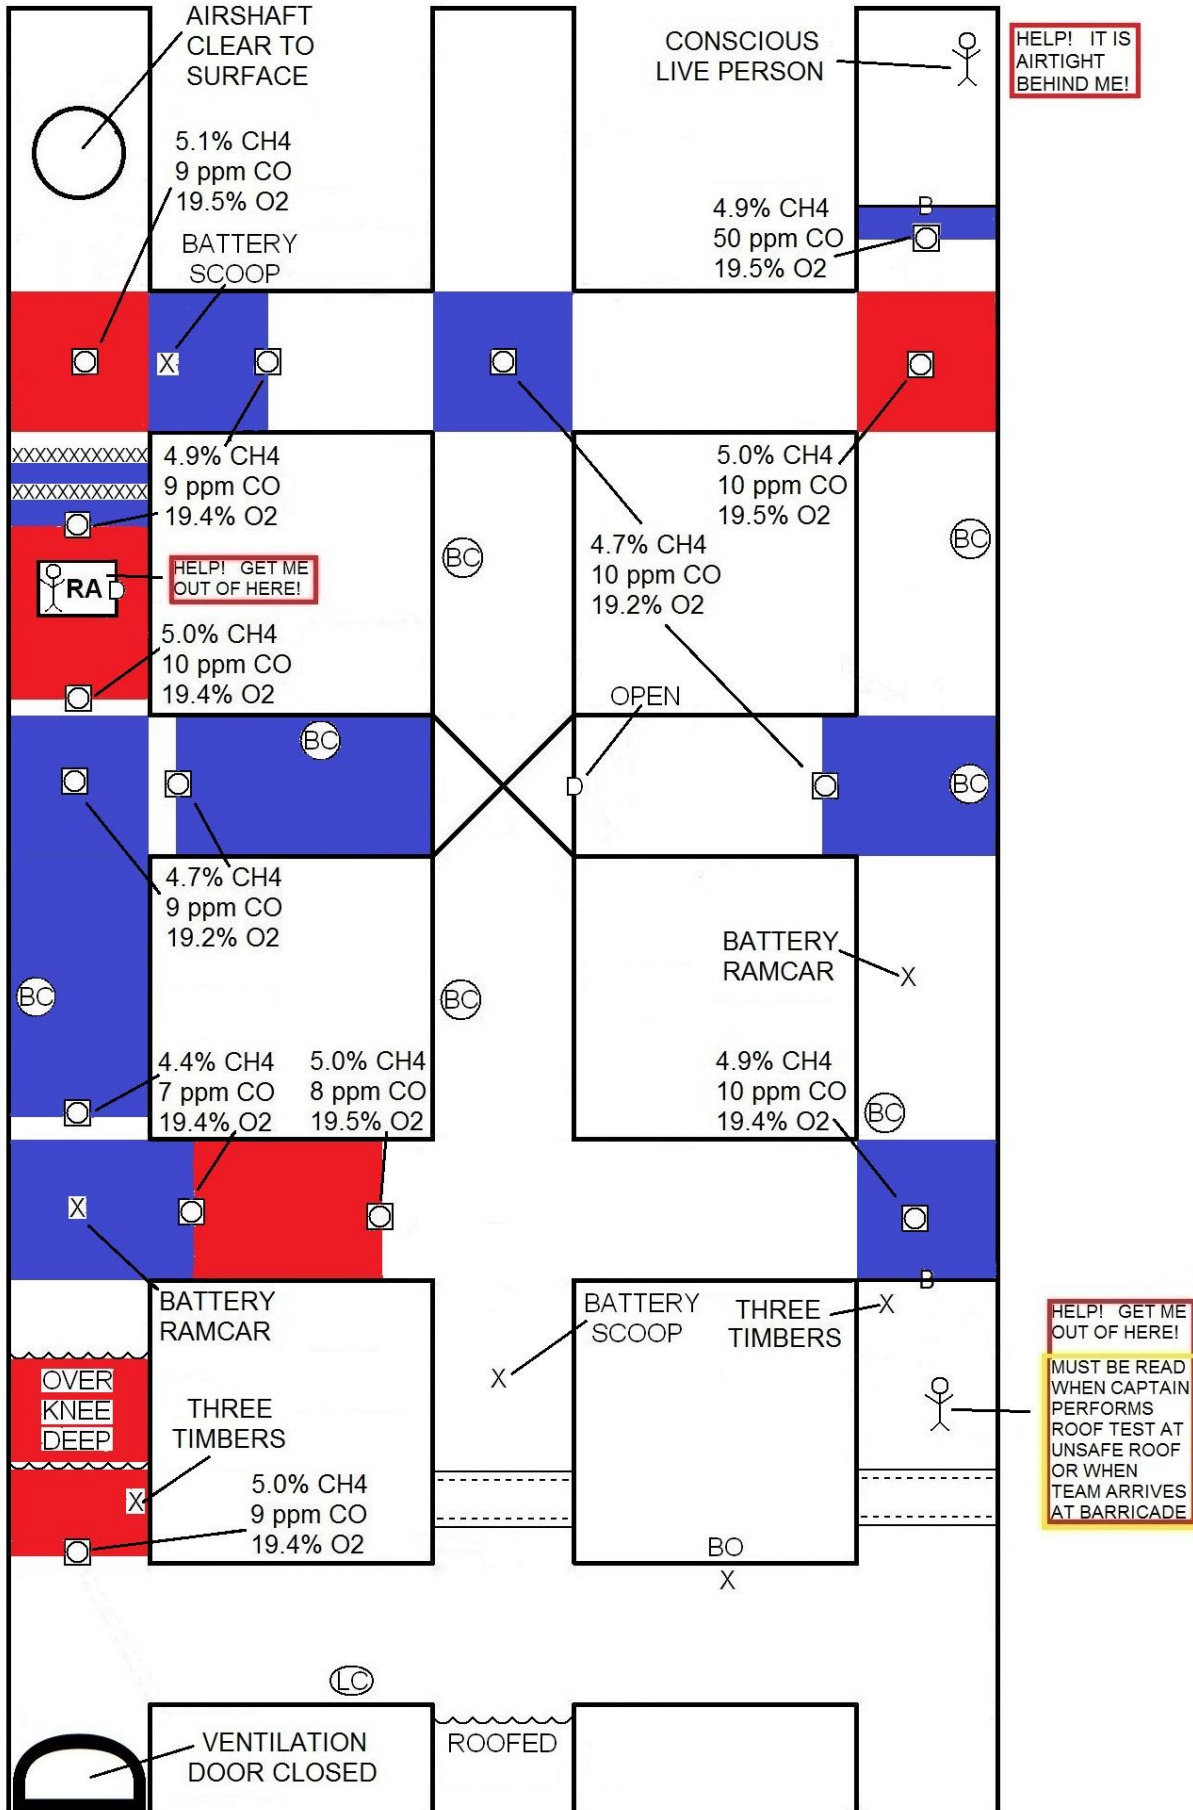 AIRSHAFT
CLEAR TO
SURFACE
CONSCIOUS
LIVE PERSON
HELP! IT IS
AIRTIGHT
BEHIND ME!
5.1% CH4
9 ppm CO
19.5% O2
BATTERY
SCOOP
4.9% CH4
50 ppm CO
19.5% O2
B
X
XXXXXXXXXXXX
XXXXXXXXXXXX
4.9% CH4
9 ppm CO
19.4% O2
5.0% CH4
10 ppm CO
19.5% O2
BC
BC
4.7% CH4
10 ppm CO
19.2% O2
RA
D
HELP! GET ME
OUT OF HERE!
5.0% CH4
10 ppm CO
19.4% O2
OPEN
BC
D
BC
4.7% CH4
9 ppm CO
19.2% O2
BATTERY
RAMCAR
X
BC
BC
4.4% CH4
7 ppm CO
19.4% O2
5.0% CH4
8 ppm CO
19.5% O2
4.9% CH4
10 ppm CO
19.4% O2
BC
X
B
BATTERY
RAMCAR
BATTERY
SCOOP
THREE
TIMBERS
X
X
HELP! GET ME
OUT OF HERE!
MUST BE READ
WHEN CAPTAIN
PERFORMS
ROOF TEST AT
UNSAFE ROOF
OR WHEN
TEAM ARRIVES
AT BARRICADE
OVER
KNEE
DEEP
THREE
TIMBERS
X
5.0% CH4
9 ppm CO
19.4% O2
BO
X
LC
VENTILATION
DOOR CLOSED
ROOFED